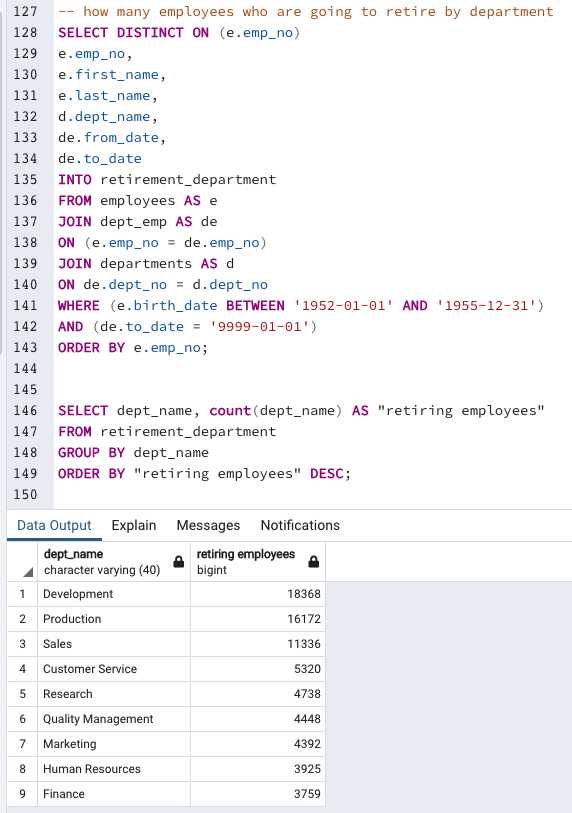 127 -- how many employees who are going to retire by department
128 SELECT DISTINCT ON (e.emp_no)
129 e.emp_no,
130 e.first_name,
131 e.last_name,
132 d.dept_name,
133 de.from_date,
134 de.to_date
135 INTO retirement_department
136 FROM employees AS e
137 JOIN dept_emp AS de
138 ON (e.emp_no = de.emp_no)
139 JOIN departments AS d
140 ON de.dept_no = d.dept_no
141 WHERE (e.birth_date BETWEEN '1952-01-01' AND '1955-12-31')
142 AND (de.to_date = '9999-01-01')
143 ORDER BY e.emp_no;
144
145
146 SELECT dept_name, count(dept_name) AS "retiring employees"
147 FROM retirement_department
148 GROUP BY dept_name
149 ORDER BY "retiring employees" DESC;
150
Data Output Explain Messages Notifications
dept_name retiring employees
character varying (40) bigint
1 Development 18368
2 Production 16172
3 Sales 11336
4 Customer Service 5320
5 Research 4738
6 Quality Management 4448
7 Marketing 4392
8 Human Resources 3925
9 Finance 3759